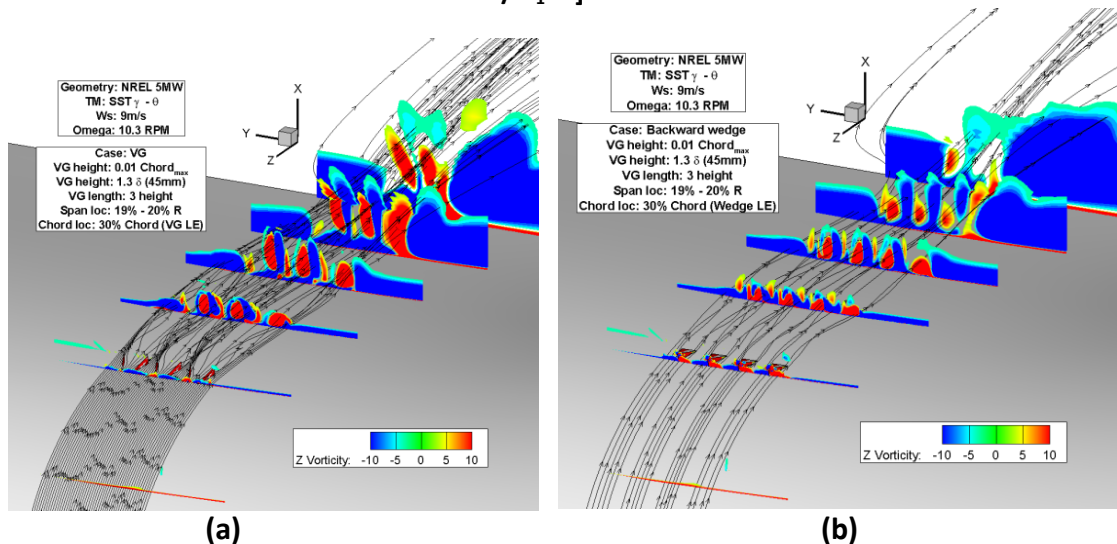 Geometry: NREL 5MW
TM: SST γ - θ
Ws: 9m/s
Omega: 10.3 RPM
Case: VG
VG height: 0.01 Chord_max
VG height: 1.3 δ (45mm)
VG length: 3 height
Span loc: 19% - 20% R
Chord loc: 30% Chord (VG LE)
X
Y
Z
Z Vorticity: -10 -5 0 5 10
(a)
Geometry: NREL 5MW
TM: SST γ - θ
Ws: 9m/s
Omega: 10.3 RPM
Case: Backward wedge
VG height: 0.01 Chord_max
VG height: 1.3 δ (45mm)
VG length: 3 height
Span loc: 19% - 20% R
Chord loc: 30% Chord (Wedge LE)
X
Y
Z
Z Vorticity: -10 -5 0 5 10
(b)